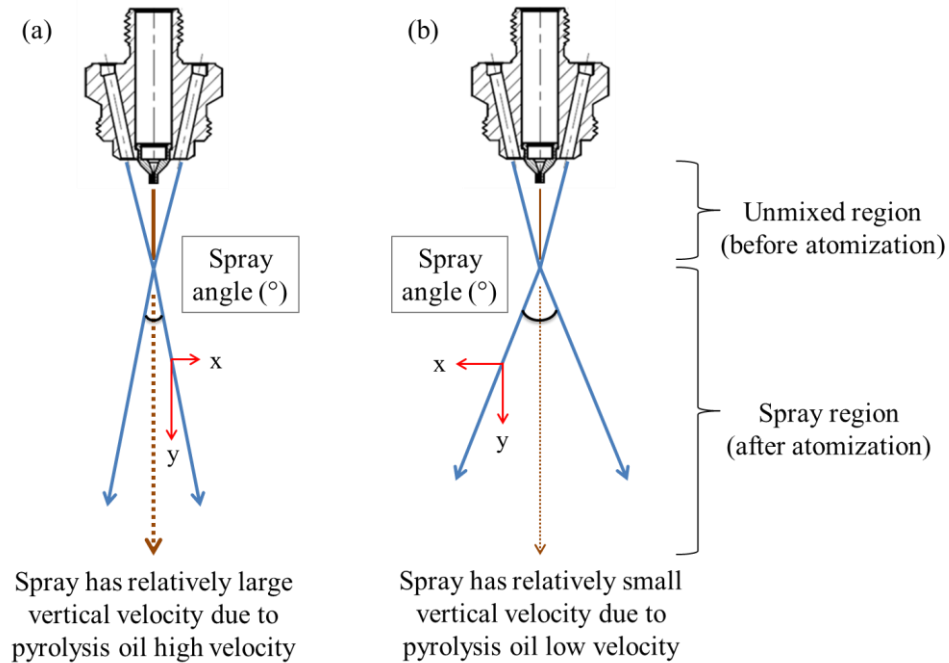 (a)
(b)
Unmixed region
(before atomization)
Spray
angle (°)
Spray
angle (°)
x
y
x
y
Spray region
(after atomization)
Spray has relatively large
vertical velocity due to
pyrolysis oil high velocity
Spray has relatively small
vertical velocity due to
pyrolysis oil low velocity